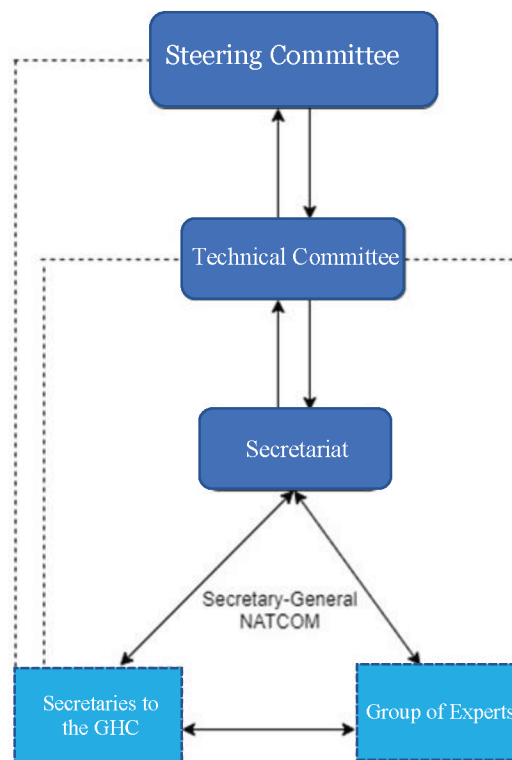 Steering Committee
Technical Committee
Secretariat
Secretary-General
NATCOM
Secretaries to
the GHC
Group of Experts